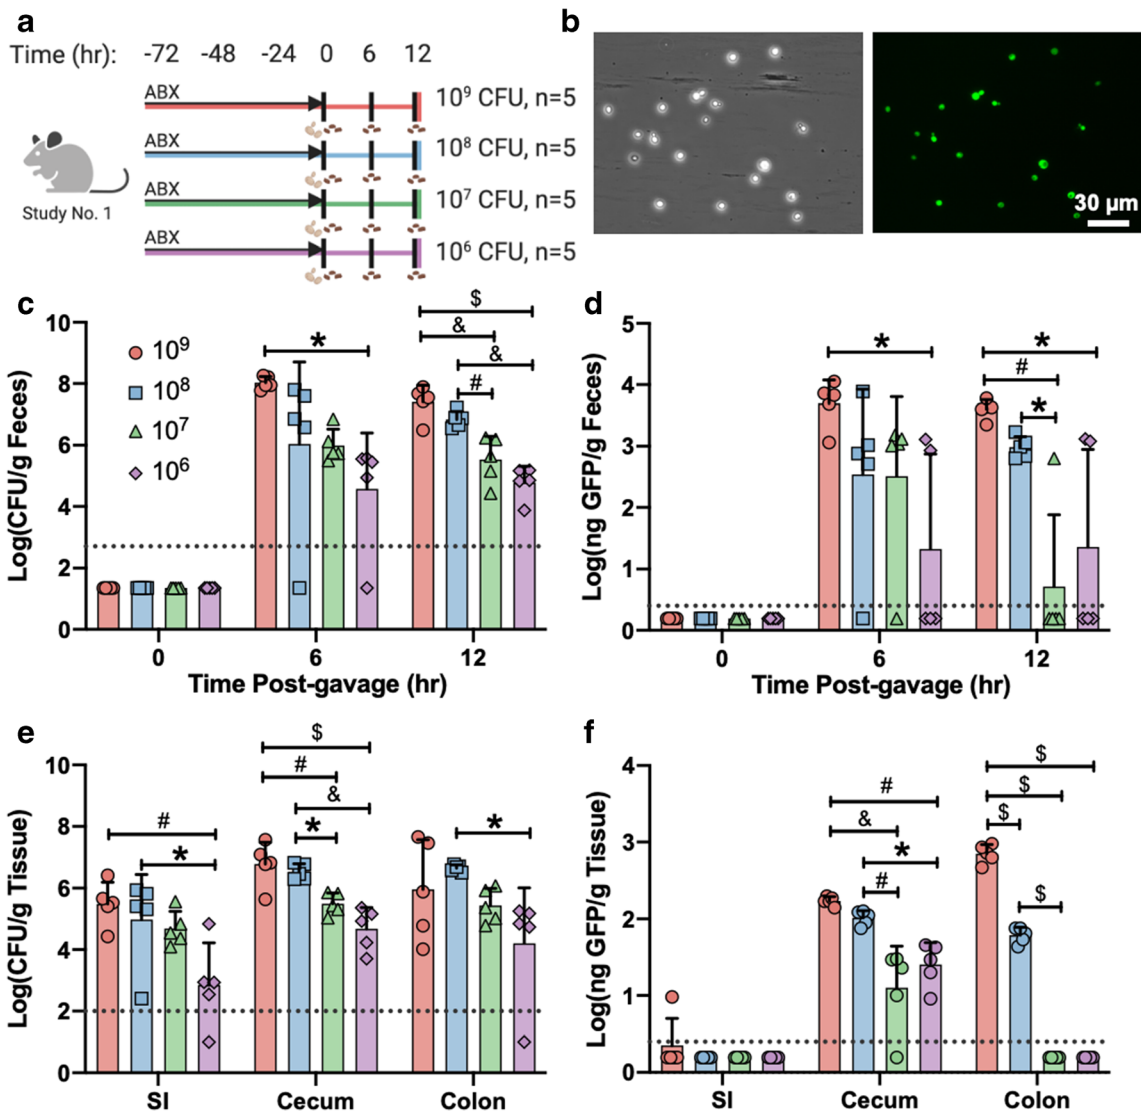 a
Time (hr): -72 -48 -24 0 6 12
ABX 10⁹ CFU, n=5
ABX 10⁸ CFU, n=5
ABX 10⁷ CFU, n=5
ABX 10⁶ CFU, n=5
Study No. 1
b
30 µm
c
Log(CFU/g Feces)
10
8
6
4
2
0
10⁹
10⁸
10⁷
10⁶
*
$
&
&
#
0 6 12
Time Post-gavage (hr)
d
Log(ng GFP/g Feces)
5
4
3
2
1
0
*
*
#
*
0 6 12
Time Post-gavage (hr)
e
Log(CFU/g Tissue)
10
8
6
4
2
0
#
*
$
#
&
*
*
SI Cecum Colon
f
Log(ng GFP/g Tissue)
4
3
2
1
0
#
&
*
#
$
$
$
$
SI Cecum Colon